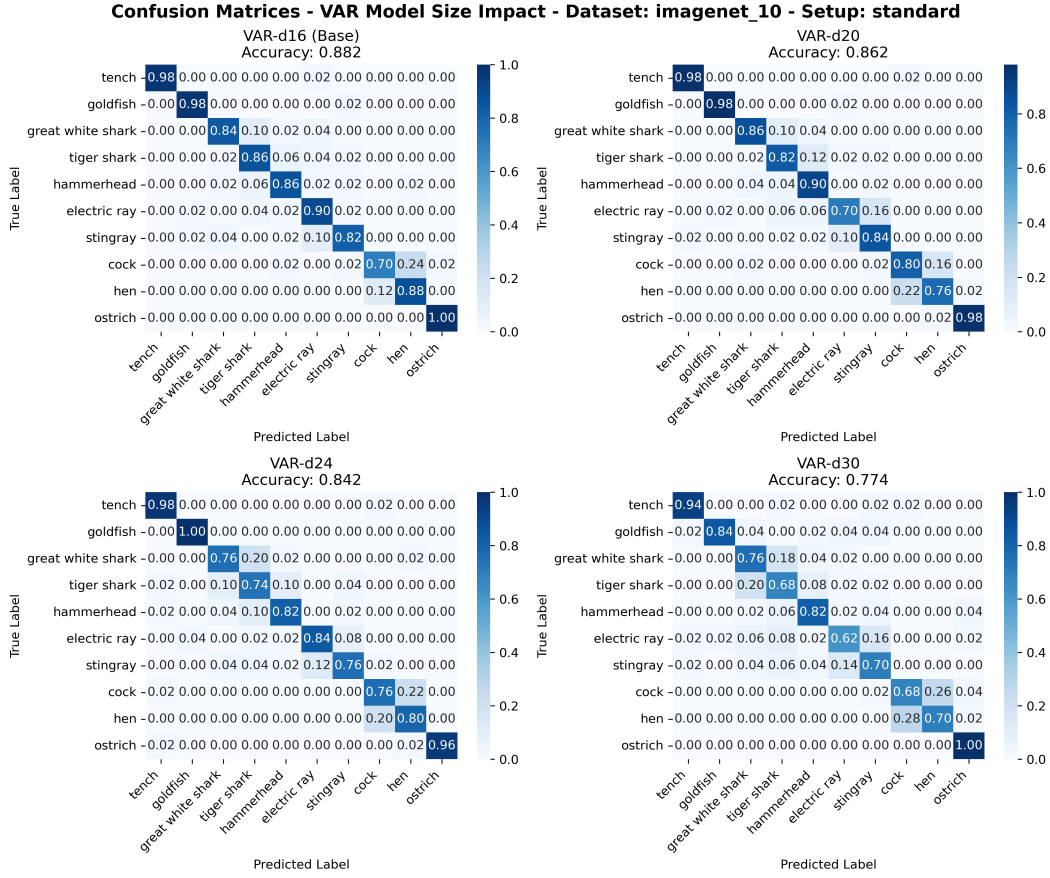 Confusion Matrices - VAR Model Size Impact - Dataset: imagenet_10 - Setup: standard
VAR-d16 (Base)
Accuracy: 0.882
True Label
tench 0.98 0.00 0.00 0.00 0.00 0.02 0.00 0.00 0.00 0.00
goldfish 0.00 0.98 0.00 0.00 0.00 0.00 0.02 0.00 0.00 0.00
great white shark 0.00 0.00 0.84 0.10 0.02 0.04 0.00 0.00 0.00 0.00
tiger shark 0.00 0.00 0.02 0.86 0.06 0.04 0.02 0.00 0.00 0.00
hammerhead 0.00 0.00 0.02 0.06 0.86 0.02 0.02 0.00 0.02 0.00
electric ray 0.00 0.02 0.00 0.04 0.02 0.90 0.02 0.00 0.00 0.00
stingray 0.00 0.02 0.04 0.00 0.02 0.10 0.82 0.00 0.00 0.00
cock 0.00 0.00 0.00 0.00 0.02 0.00 0.02 0.70 0.24 0.02
hen 0.00 0.00 0.00 0.00 0.00 0.00 0.00 0.12 0.88 0.00
ostrich 0.00 0.00 0.00 0.00 0.00 0.00 0.00 0.00 0.00 1.00
tench goldfish great white shark tiger shark hammerhead electric ray stingray cock hen ostrich
Predicted Label
1.0
0.8
0.6
0.4
0.2
0.0
VAR-d20
Accuracy: 0.862
True Label
tench 0.98 0.00 0.00 0.00 0.00 0.00 0.00 0.02 0.00 0.00
goldfish 0.00 0.98 0.00 0.00 0.00 0.02 0.00 0.00 0.00 0.00
great white shark 0.00 0.00 0.86 0.10 0.04 0.00 0.00 0.00 0.00 0.00
tiger shark 0.00 0.00 0.02 0.82 0.12 0.02 0.02 0.00 0.00 0.00
hammerhead 0.00 0.00 0.04 0.04 0.90 0.00 0.02 0.00 0.00 0.00
electric ray 0.00 0.02 0.00 0.06 0.06 0.70 0.16 0.00 0.00 0.00
stingray 0.02 0.00 0.02 0.00 0.02 0.10 0.84 0.00 0.00 0.00
cock 0.00 0.00 0.02 0.00 0.00 0.02 0.00 0.80 0.16 0.00
hen 0.00 0.00 0.00 0.00 0.00 0.00 0.00 0.22 0.76 0.02
ostrich 0.00 0.00 0.00 0.00 0.00 0.00 0.00 0.00 0.02 0.98
tench goldfish great white shark tiger shark hammerhead electric ray stingray cock hen ostrich
Predicted Label
0.8
0.6
0.4
0.2
0.0
VAR-d24
Accuracy: 0.842
True Label
tench 0.98 0.00 0.00 0.00 0.00 0.00 0.00 0.02 0.00 0.00
goldfish 0.00 1.00 0.00 0.00 0.00 0.00 0.00 0.00 0.00 0.00
great white shark 0.00 0.00 0.76 0.20 0.02 0.00 0.00 0.00 0.02 0.00
tiger shark 0.02 0.00 0.10 0.74 0.10 0.00 0.04 0.00 0.00 0.00
hammerhead 0.02 0.00 0.04 0.10 0.82 0.00 0.02 0.00 0.00 0.00
electric ray 0.00 0.04 0.00 0.02 0.02 0.84 0.08 0.00 0.00 0.00
stingray 0.00 0.00 0.04 0.04 0.02 0.12 0.76 0.02 0.00 0.00
cock 0.02 0.00 0.00 0.00 0.00 0.00 0.00 0.76 0.22 0.00
hen 0.00 0.00 0.00 0.00 0.00 0.00 0.00 0.20 0.80 0.00
ostrich 0.02 0.00 0.00 0.00 0.00 0.00 0.00 0.00 0.02 0.96
tench goldfish great white shark tiger shark hammerhead electric ray stingray cock hen ostrich
Predicted Label
1.0
0.8
0.6
0.4
0.2
0.0
VAR-d30
Accuracy: 0.774
True Label
tench 0.94 0.00 0.00 0.02 0.00 0.00 0.00 0.02 0.02 0.00
goldfish 0.02 0.84 0.04 0.00 0.02 0.04 0.04 0.00 0.00 0.00
great white shark 0.00 0.00 0.76 0.18 0.04 0.02 0.00 0.00 0.00 0.00
tiger shark 0.00 0.00 0.20 0.68 0.08 0.02 0.02 0.00 0.00 0.00
hammerhead 0.00 0.00 0.02 0.06 0.82 0.02 0.04 0.00 0.00 0.04
electric ray 0.02 0.02 0.06 0.08 0.02 0.62 0.16 0.00 0.00 0.02
stingray 0.02 0.00 0.04 0.06 0.04 0.14 0.70 0.00 0.00 0.00
cock 0.00 0.00 0.00 0.00 0.00 0.00 0.02 0.68 0.26 0.04
hen 0.00 0.00 0.00 0.00 0.00 0.00 0.00 0.28 0.70 0.02
ostrich 0.00 0.00 0.00 0.00 0.00 0.00 0.00 0.00 0.00 1.00
tench goldfish great white shark tiger shark hammerhead electric ray stingray cock hen ostrich
Predicted Label
1.0
0.8
0.6
0.4
0.2
0.0